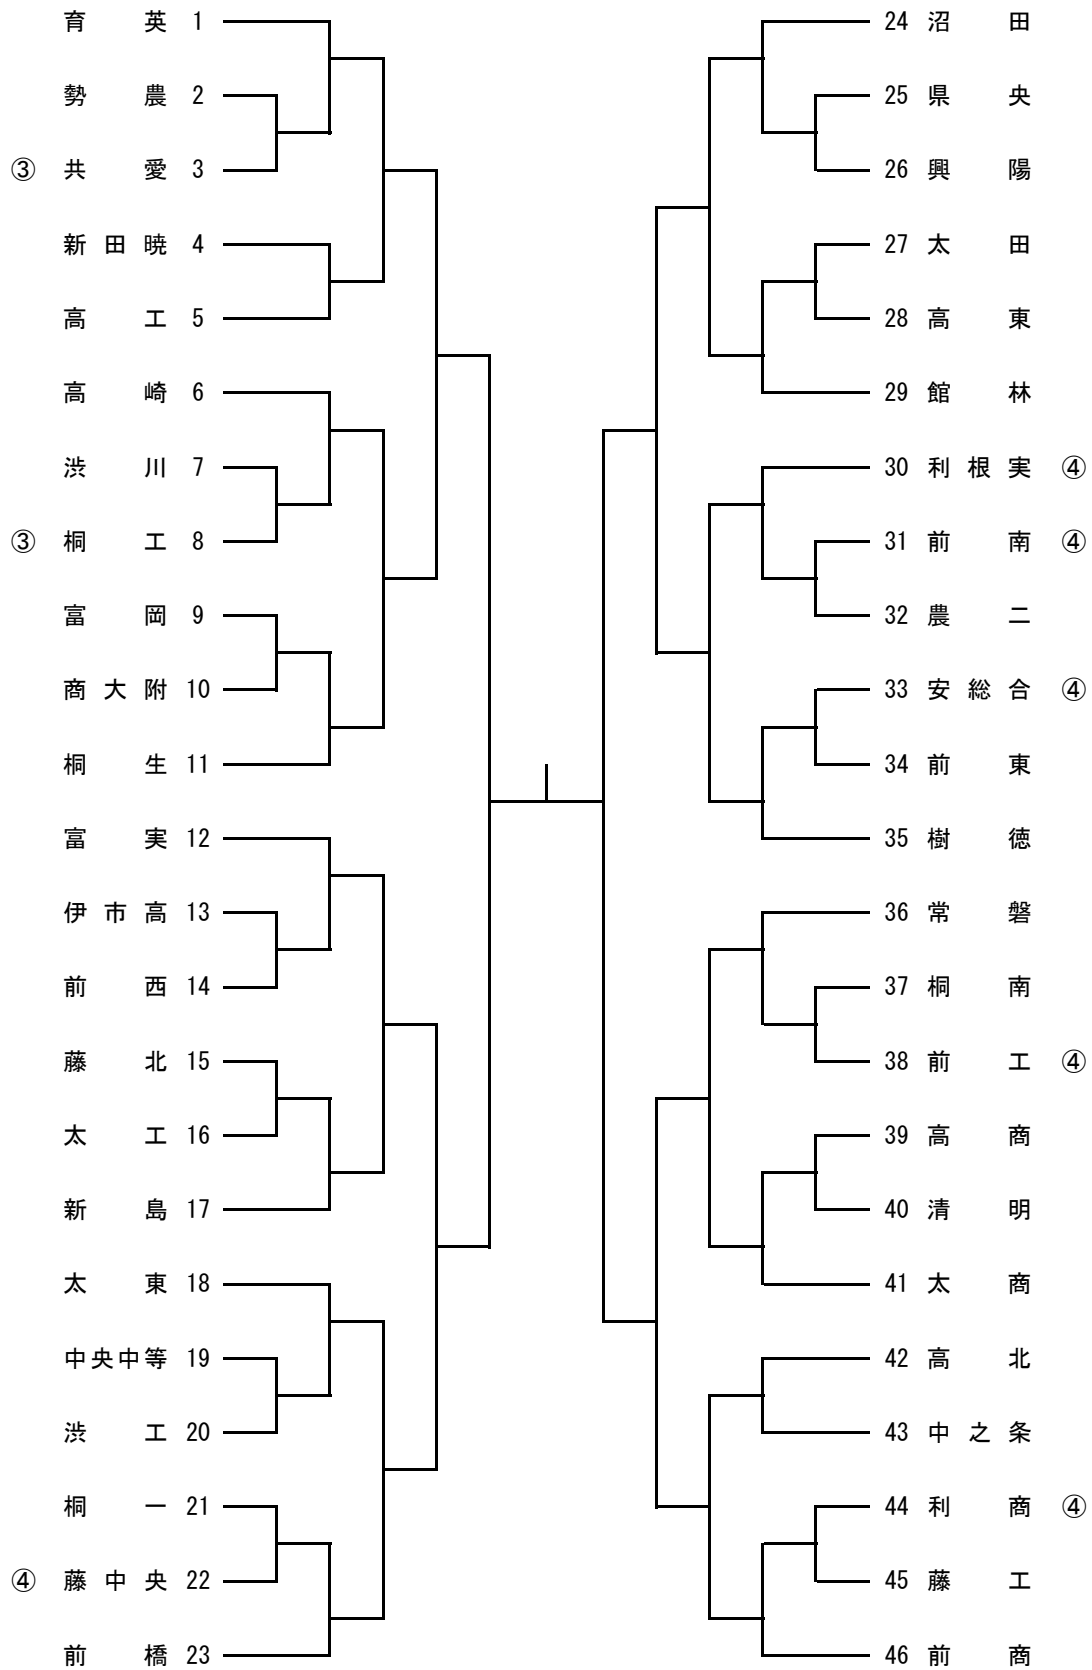 育英 1
勢農 2
③ 共愛 3
新田暁 4
高工 5
高崎 6
渋川 7
③ 桐工 8
富岡 9
商大附 10
桐生 11
富実 12
伊市高 13
前西 14
藤北 15
太工 16
新島 17
太東 18
中央中等 19
渋工 20
桐一 21
④ 藤中央 22
前橋 23
24 沼田
25 県央
26 興陽
27 太田
28 高東
29 館林
30 利根実 ④
31 前南 ④
32 農二
33 安総合 ④
34 前東
35 樹徳
36 常磐
37 桐南
38 前工 ④
39 高商
40 清明
41 太商
42 高北
43 中之条
44 利商 ④
45 藤工
46 前商